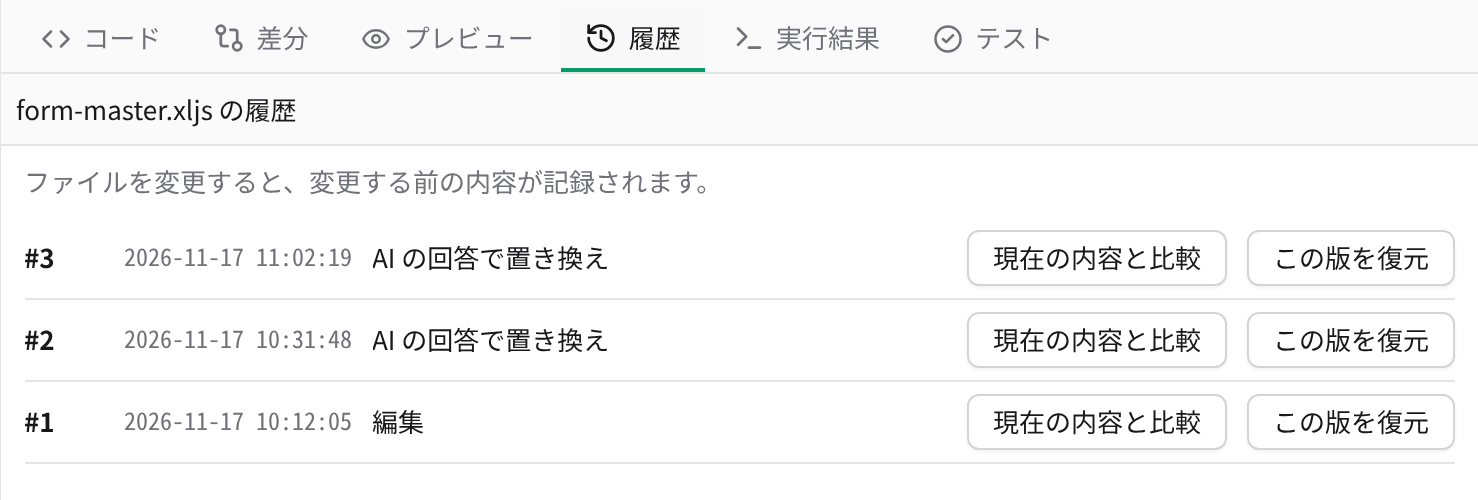 コード 差分 プレビュー 履歴 実行結果 テスト
form-master.xljs の履歴
ファイルを変更すると、変更する前の内容が記録されます。
#3 2026-11-17 11:02:19 AI の回答で置き換え 現在の内容と比較 この版を復元
#2 2026-11-17 10:31:48 AI の回答で置き換え 現在の内容と比較 この版を復元
#1 2026-11-17 10:12:05 編集 現在の内容と比較 この版を復元